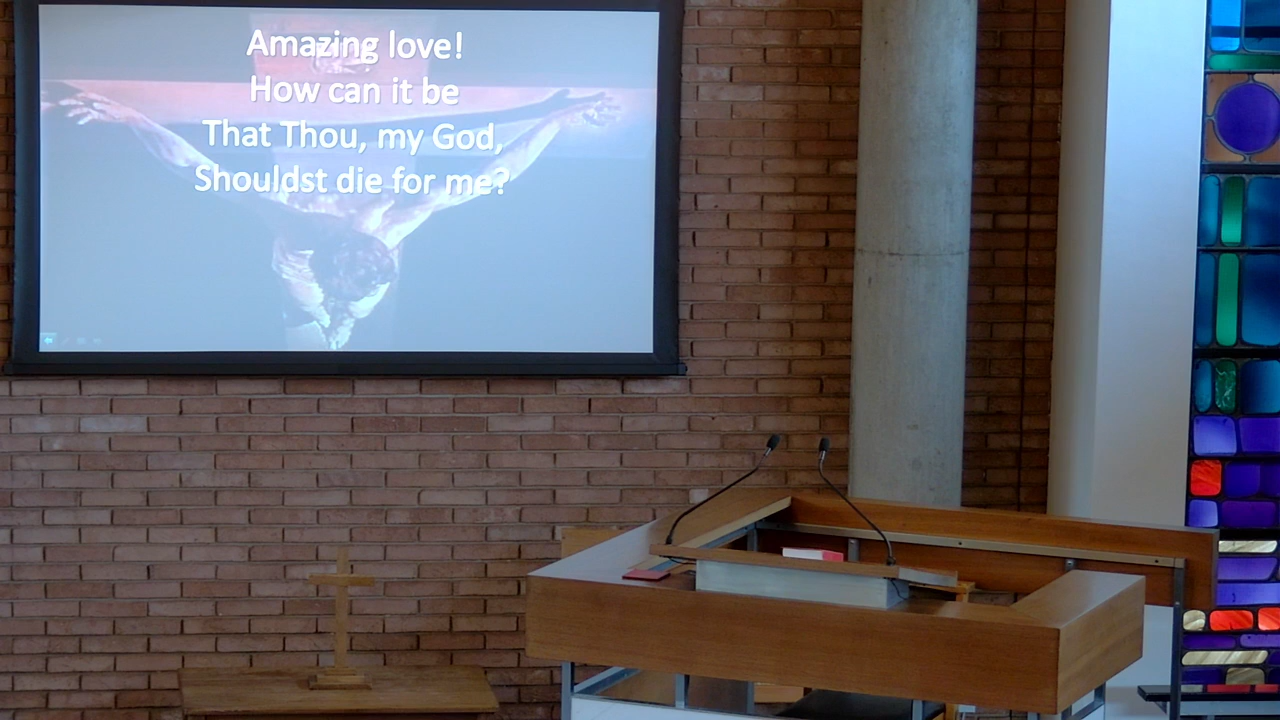 Amazing love!
How can it be
That Thou, my God,
Shouldst die for me?